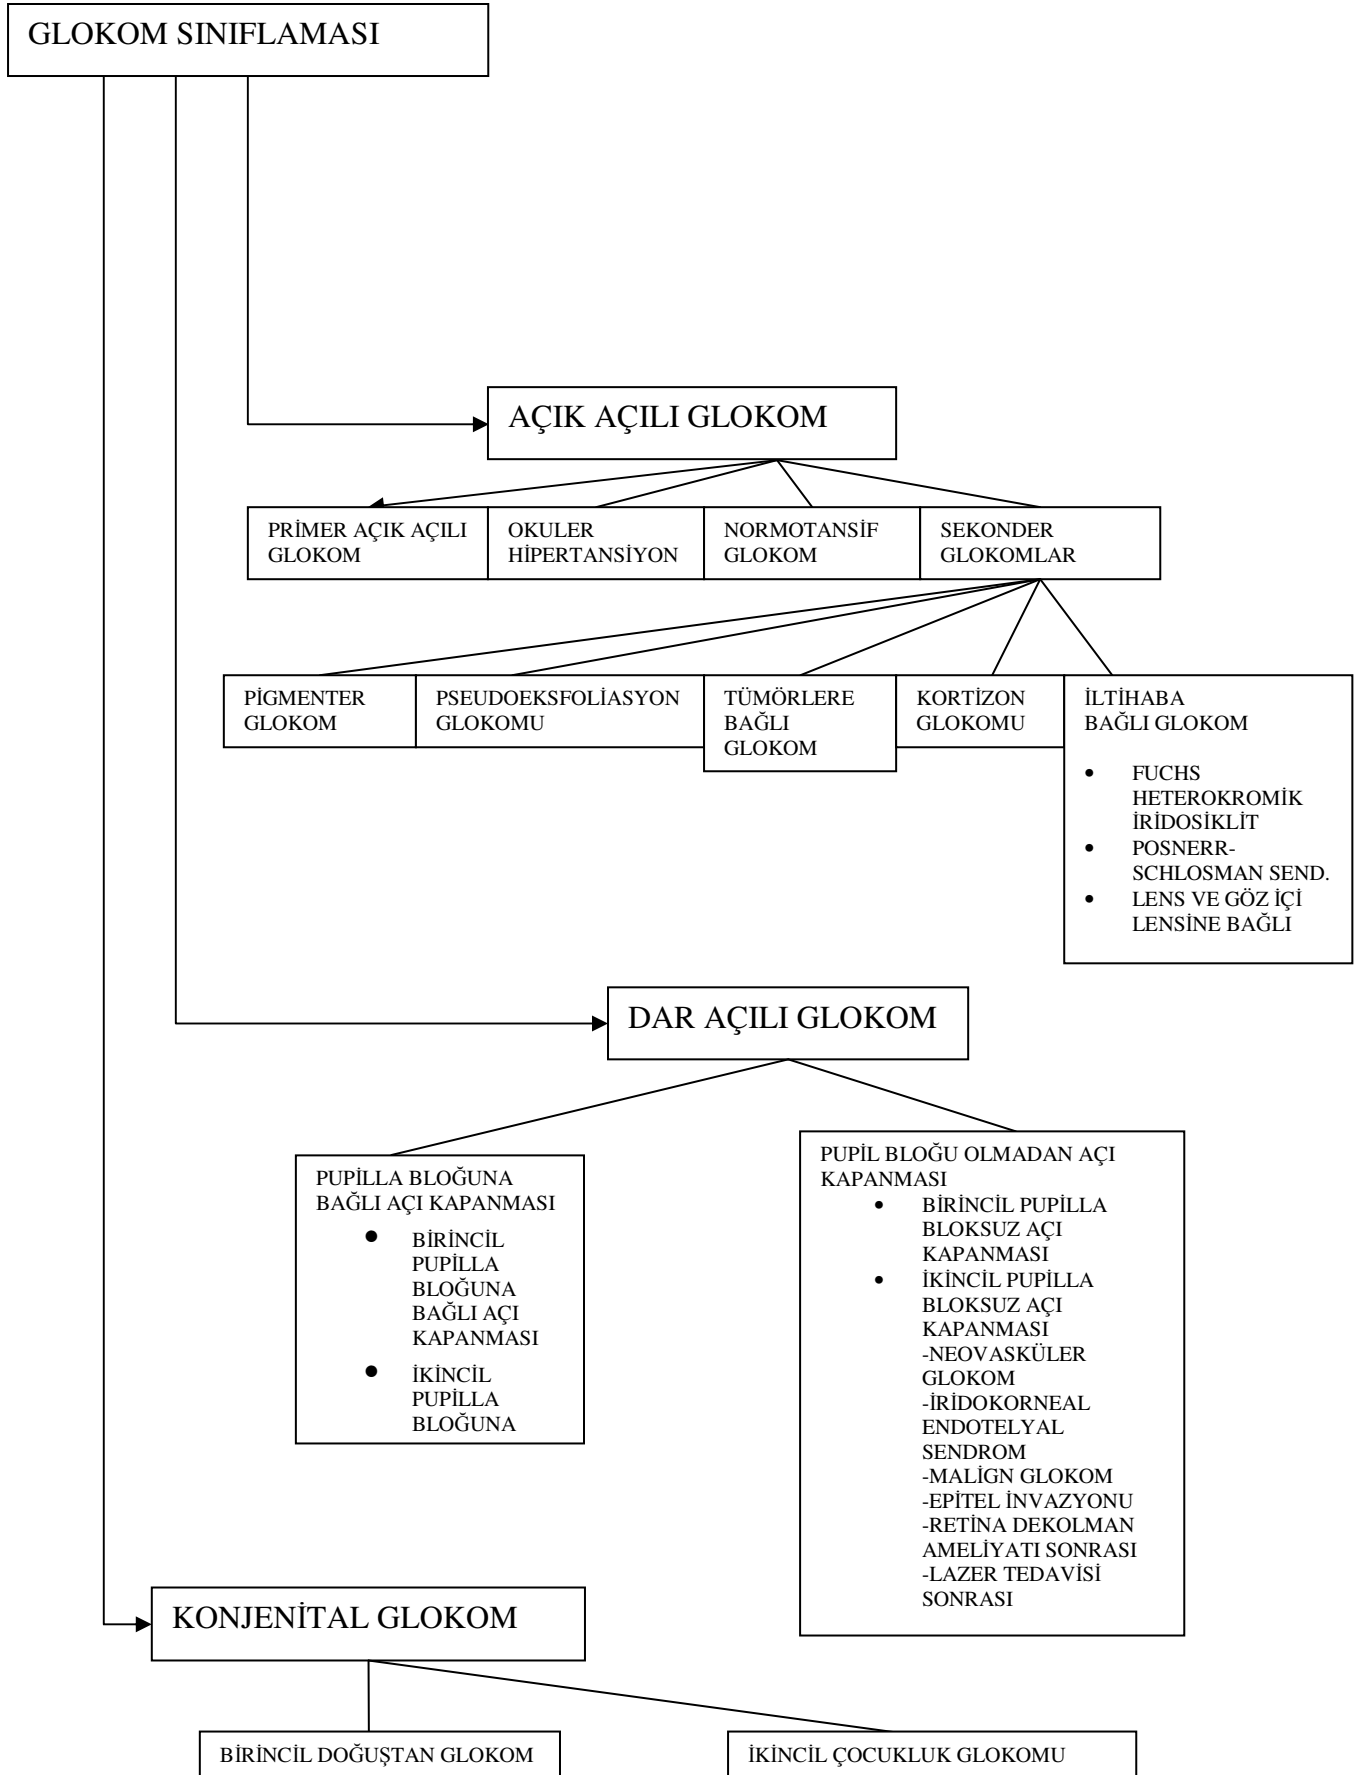 GLOKOM SINIFLAMASI
AÇIK AÇILI GLOKOM
PRİMER AÇIK AÇILI
GLOKOM
OKULER
HİPERTANSİYON
NORMOTANSİF
GLOKOM
SEKONDER
GLOKOMLAR
PİGMENTER
GLOKOM
PSEUDOEKSFOLİASYON
GLOKOMU
TÜMÖRLERE
BAĞLI
GLOKOM
KORTİZON
GLOKOMU
İLTİHABA
BAĞLI GLOKOM
• FUCHS
HETEROKROMİK
İRİDOSİKLİT
• POSNERR-
SCHLOSMAN SEND.
• LENS VE GÖZ İÇİ
LENSİNE BAĞLI
DAR AÇILI GLOKOM
PUPİLLA BLOĞUNA
BAĞLI AÇI KAPANMASI
• BİRİNCİL
PUPİLLA
BLOĞUNA
BAĞLI AÇI
KAPANMASI
• İKİNCİL
PUPİLLA
BLOĞUNA
PUPİL BLOĞU OLMADAN AÇI
KAPANMASI
• BİRİNCİL PUPİLLA
BLOKSUZ AÇI
KAPANMASI
• İKİNCİL PUPİLLA
BLOKSUZ AÇI
KAPANMASI
-NEOVASKÜLER
GLOKOM
-İRİDOKORNEAL
ENDOTELYAL
SENDROM
-MALİGN GLOKOM
-EPİTEL İNVAZYONU
-RETİNA DEKOLMAN
AMELİYATI SONRASI
-LAZER TEDAVİSİ
SONRASI
KONJENİTAL GLOKOM
BİRİNCİL DOĞUŞTAN GLOKOM
İKİNCİL ÇOCUKLUK GLOKOMU